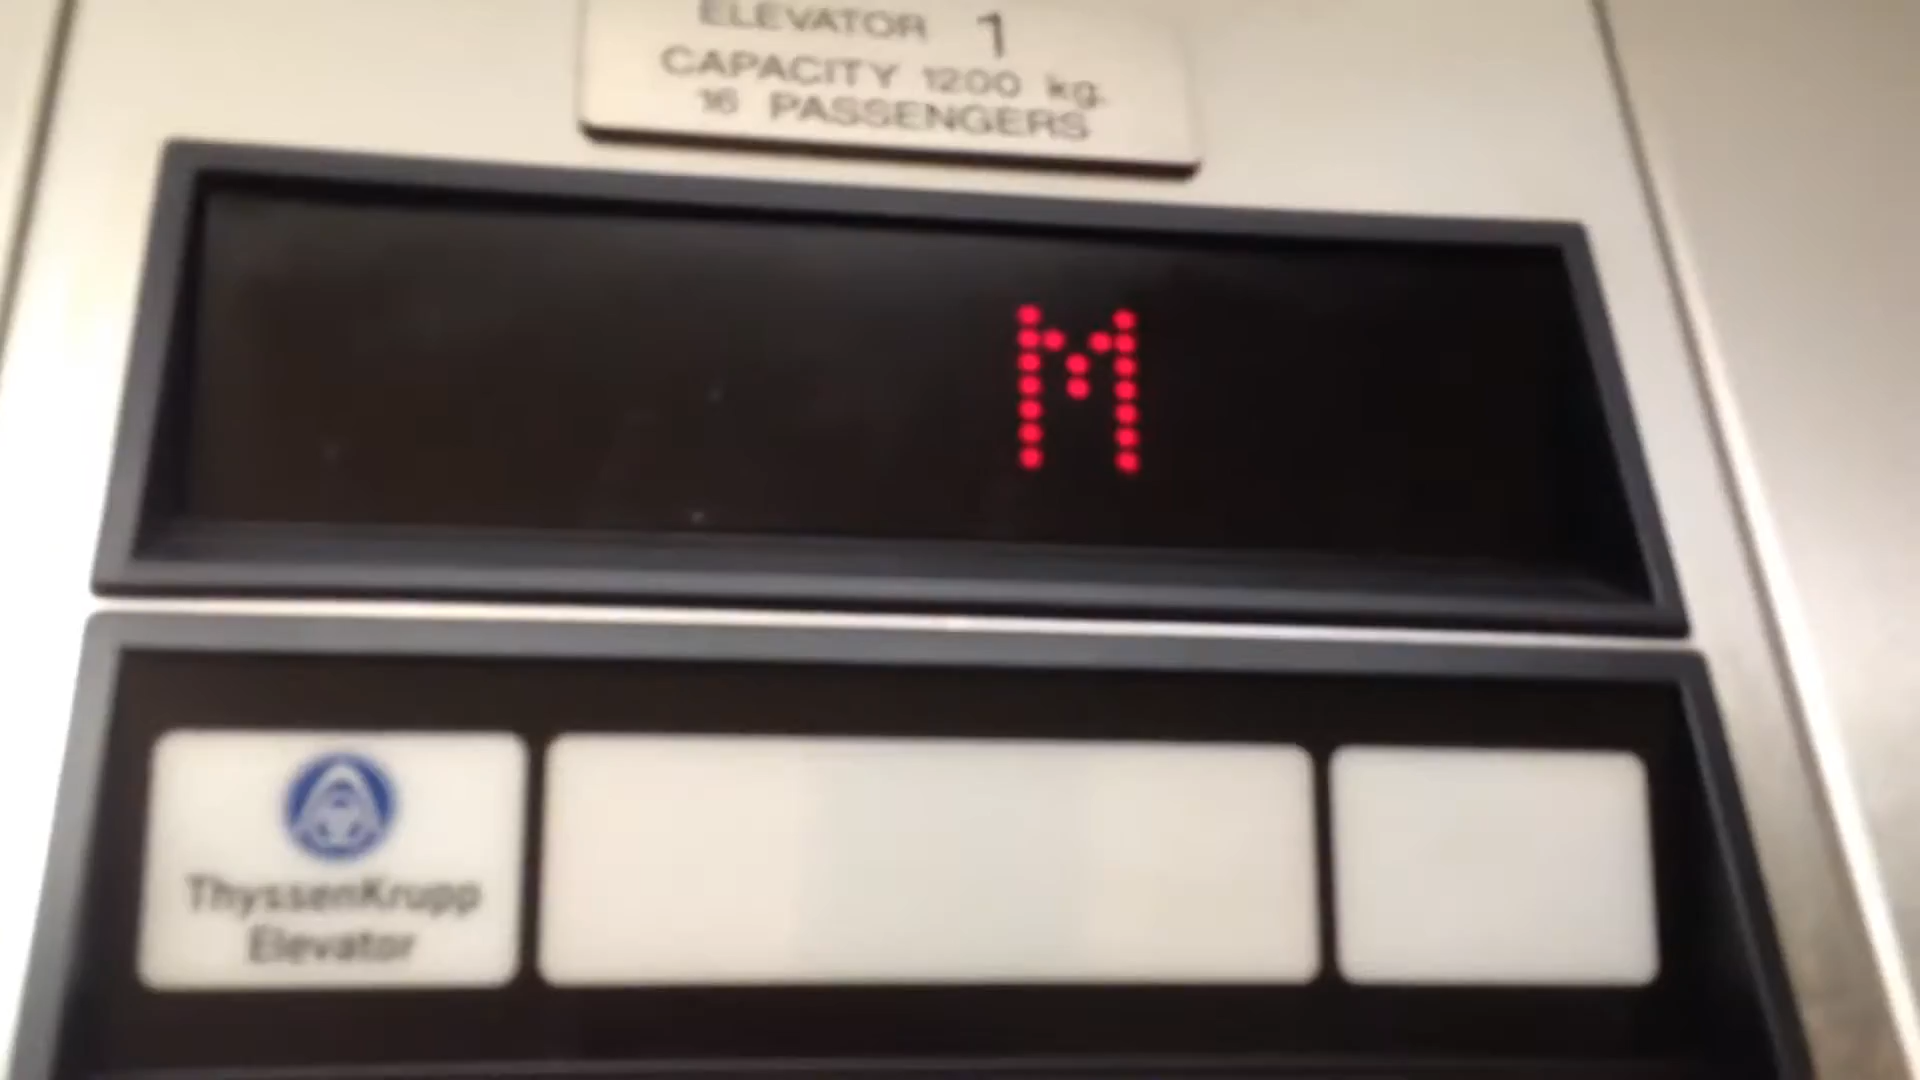 ELEVATOR 1
CAPACITY 1200 kg.
16 PASSENGERS
M
ThyssenKrupp
Elevator